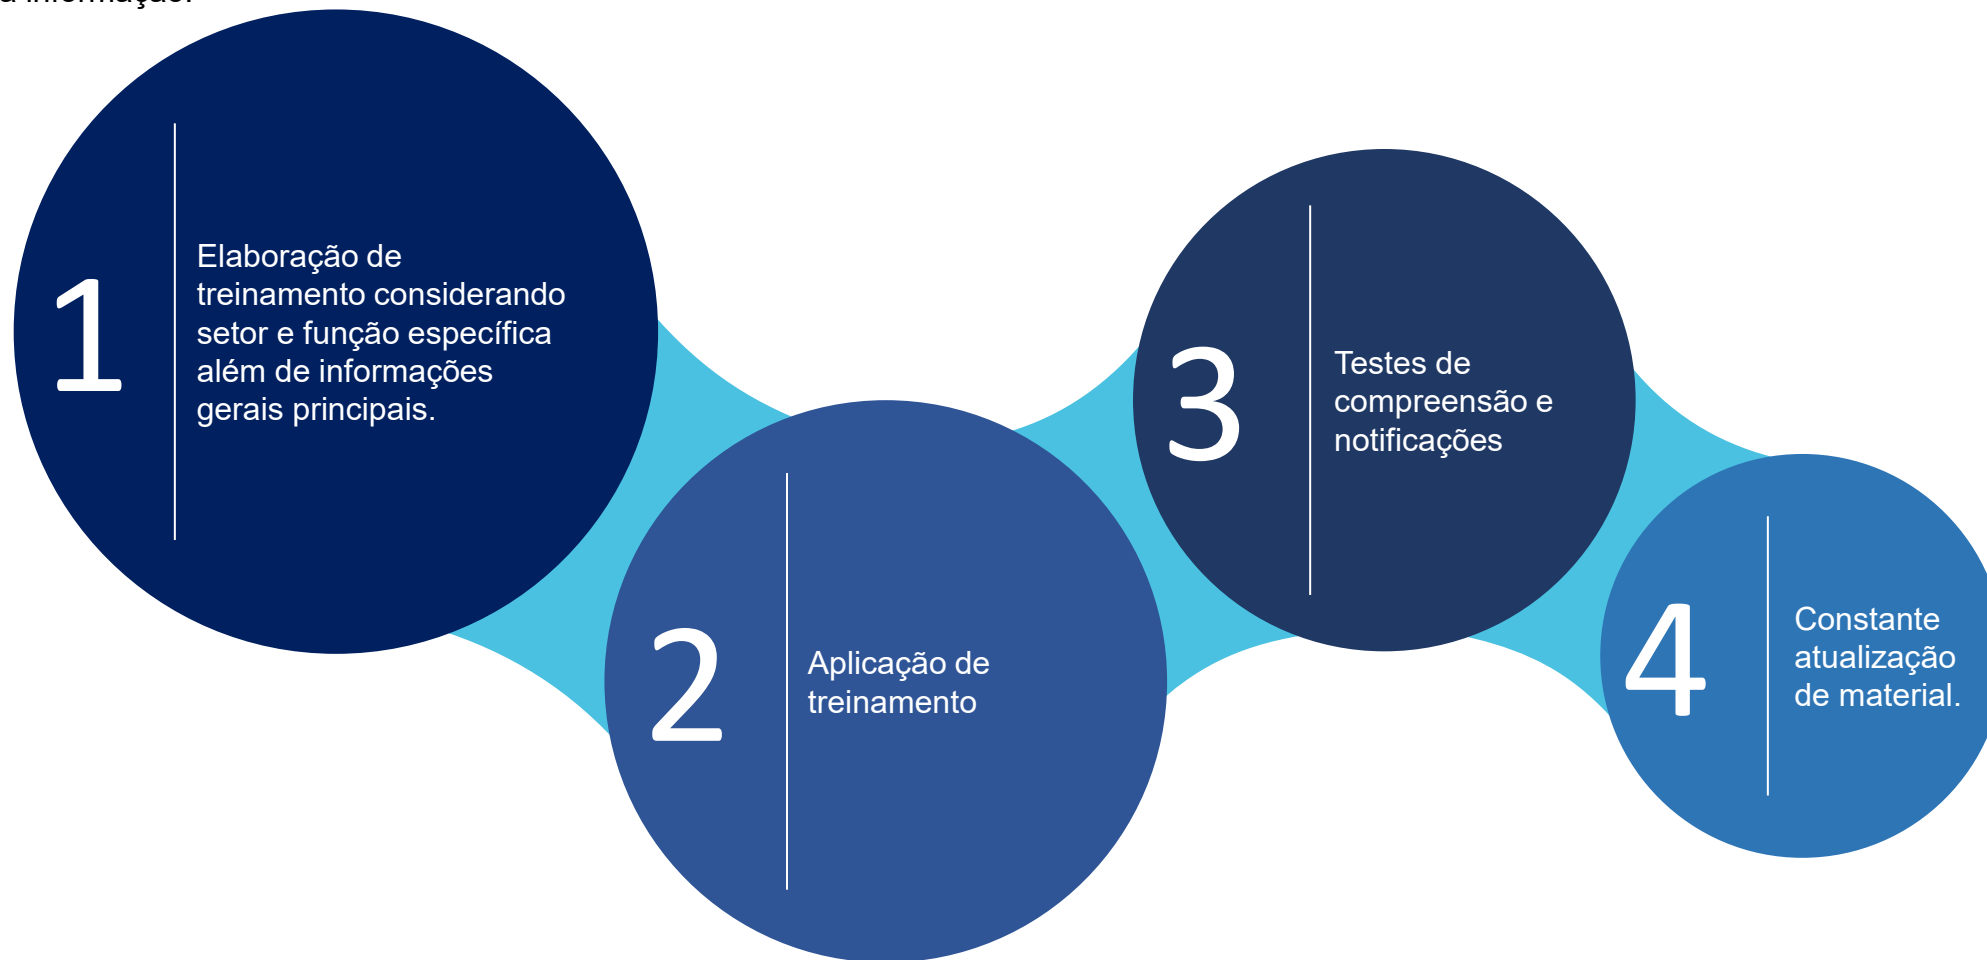 a informação.
1
Elaboração de
treinamento considerando
setor e função específica
além de informações
gerais principais.
2
Aplicação de
treinamento
3
Testes de
compreensão e
notificações
4
Constante
atualização
de material.